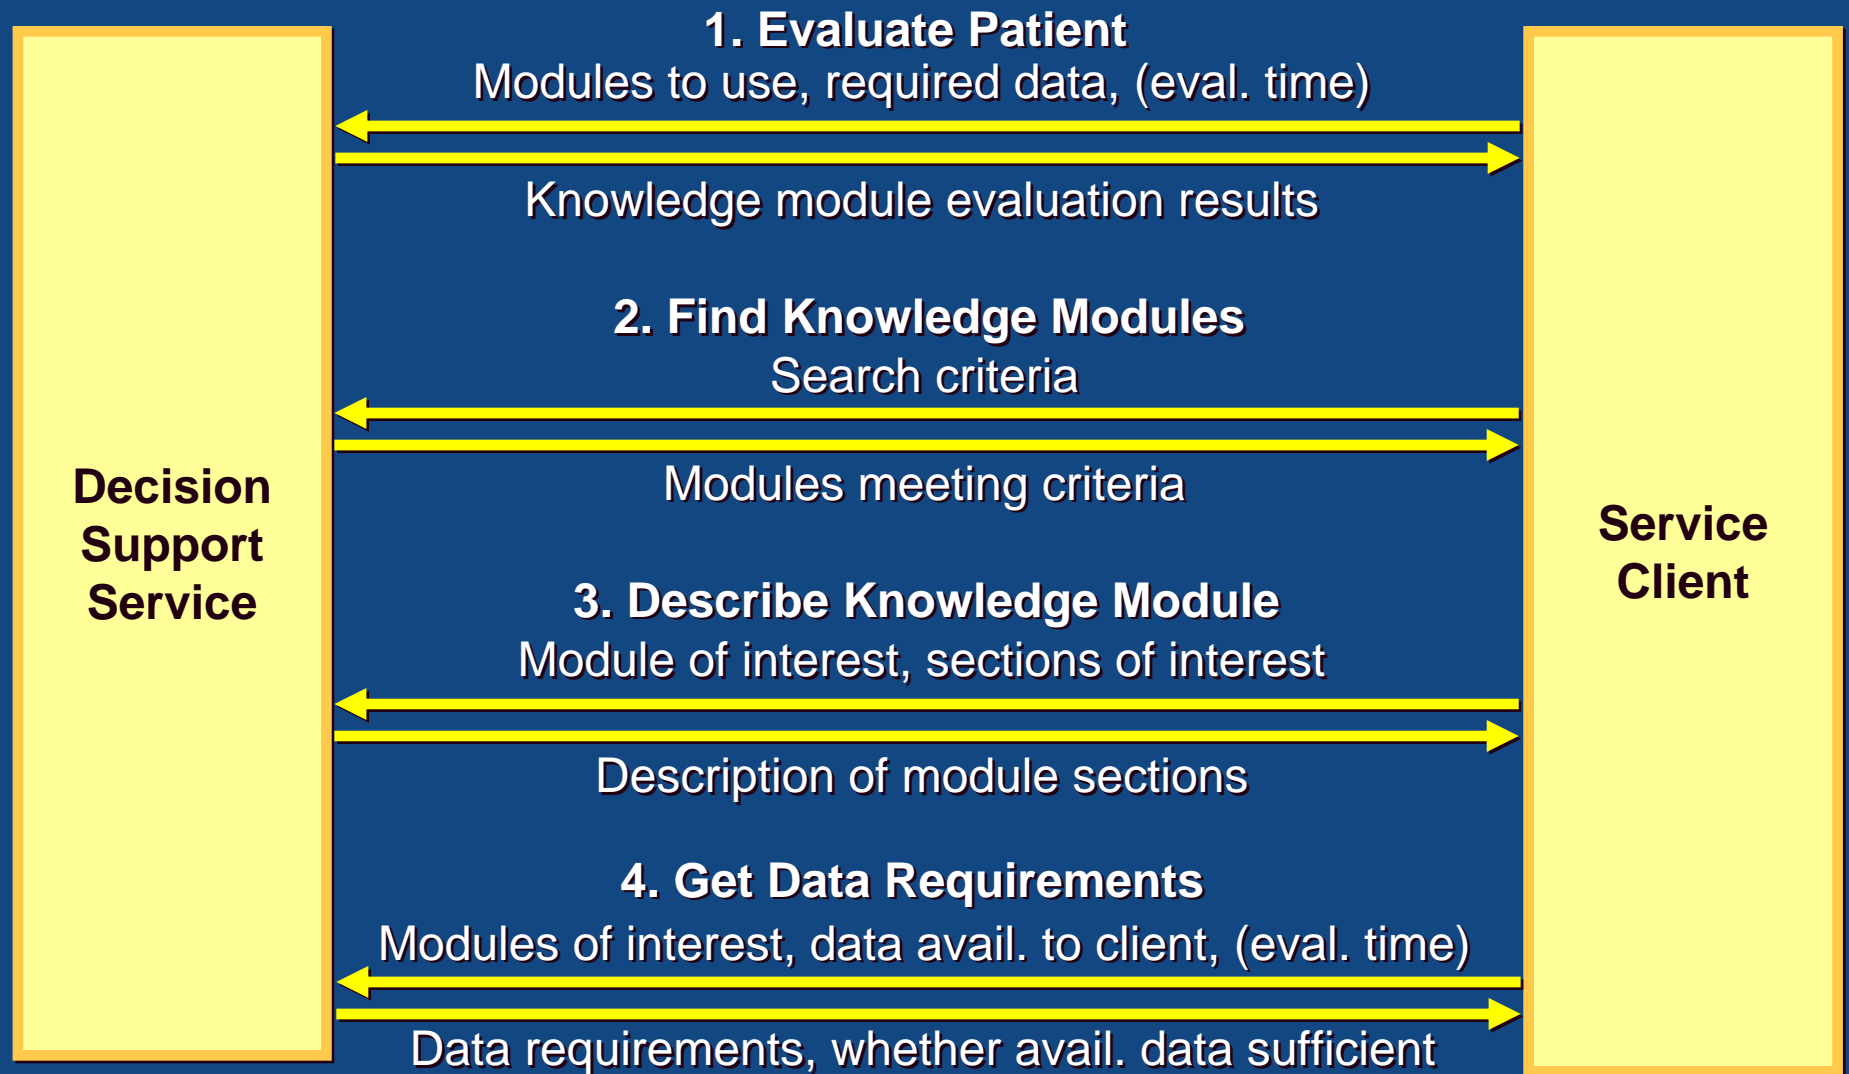 1. Evaluate Patient
Modules to use, required data, (eval. time)
Knowledge module evaluation results
2. Find Knowledge Modules
Search criteria
Modules meeting criteria
3. Describe Knowledge Module
Module of interest, sections of interest
Description of module sections
4. Get Data Requirements
Modules of interest, data avail. to client, (eval. time)
Data requirements, whether avail. data sufficient
Decision
Support
Service
Service
Client